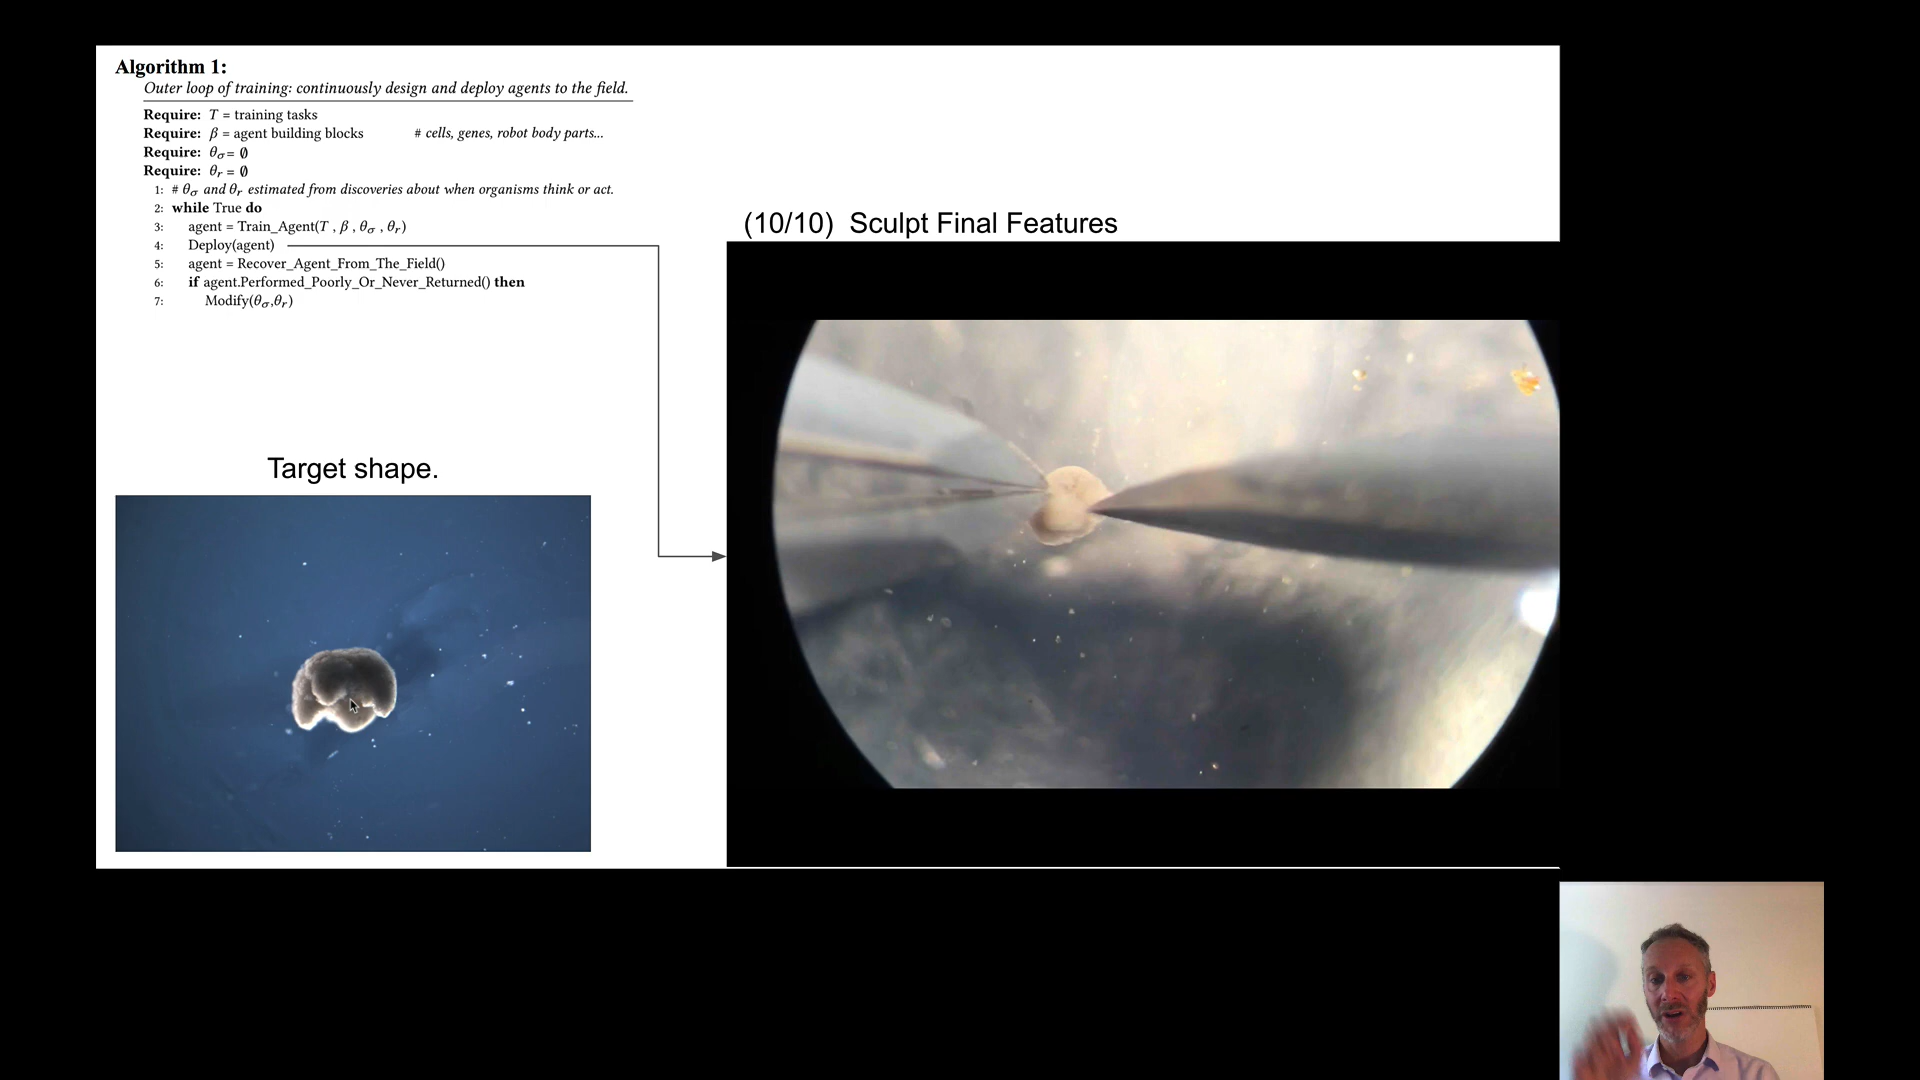 Algorithm 1:
Outer loop of training: continuously design and deploy agents to the field.
Require: T = training tasks
Require: β = agent building blocks # cells, genes, robot body parts...
Require: θσ = ∅
Require: θr = ∅
1: # θσ and θr estimated from discoveries about when organisms think or act.
2: while True do
3: agent = Train_Agent(T , β , θσ , θr)
4: Deploy(agent)
5: agent = Recover_Agent_From_The_Field()
6: if agent.Performed_Poorly_Or_Never_Returned() then
7: Modify(θσ,θr)
(10/10) Sculpt Final Features
Target shape.